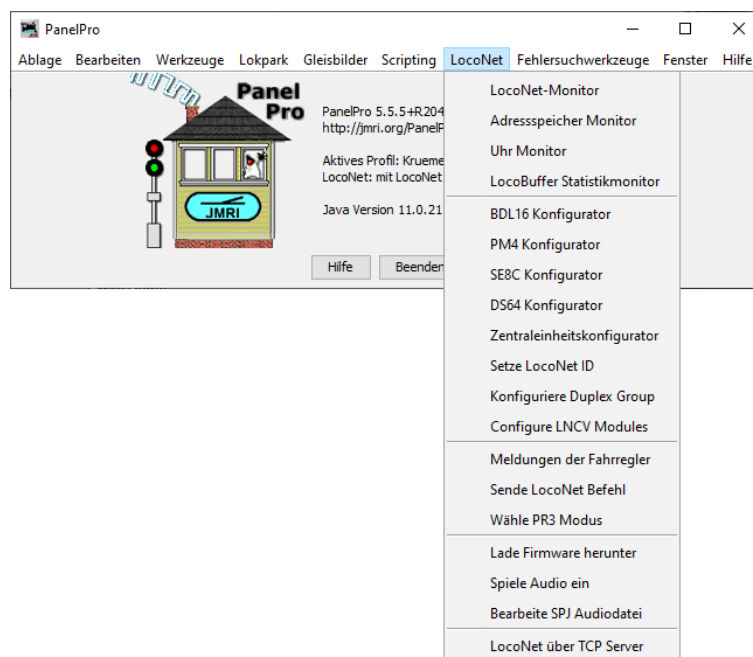 PanelPro
Ablage Bearbeiten Werkzeuge Lokpark Gleisbilder Scripting LocoNet Fehlersuchwerkzeuge Fenster Hilfe
Panel
Pro
JMRI
PanelPro 5.5.5+R204
http://jmri.org/PanelP
Aktives Profil: Krueme
LocoNet: mit LocoNet
Java Version 11.0.21
Hilfe Beenden
LocoNet-Monitor
Adressspeicher Monitor
Uhr Monitor
LocoBuffer Statistikmonitor
BDL16 Konfigurator
PM4 Konfigurator
SE8C Konfigurator
DS64 Konfigurator
Zentraleinheitskonfigurator
Setze LocoNet ID
Konfiguriere Duplex Group
Configure LNCV Modules
Meldungen der Fahrregler
Sende LocoNet Befehl
Wähle PR3 Modus
Lade Firmware herunter
Spiele Audio ein
Bearbeite SPJ Audiodatei
LocoNet über TCP Server